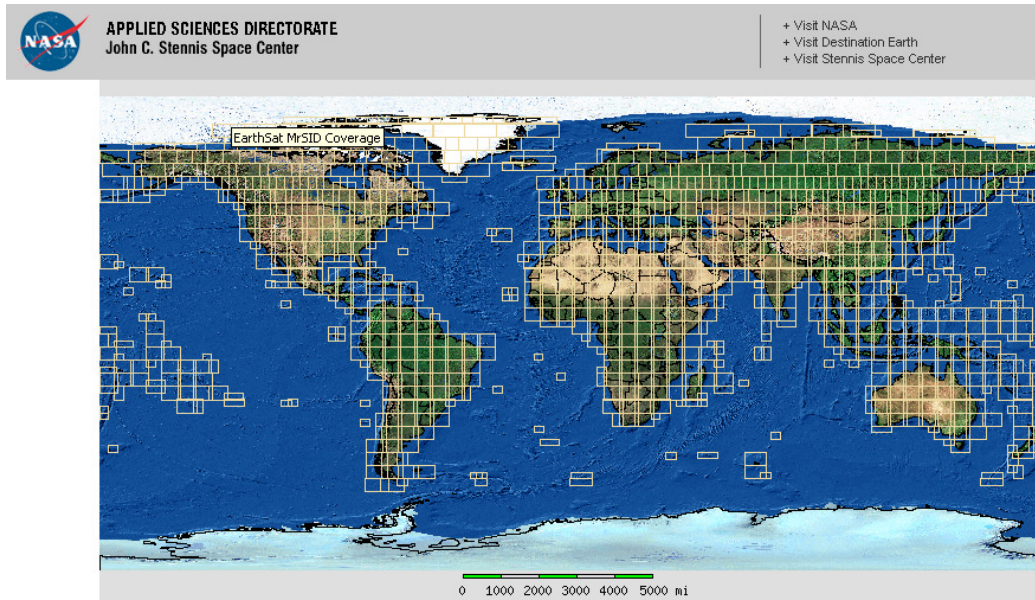 NASA
APPLIED SCIENCES DIRECTORATE
John C. Stennis Space Center
+ Visit NASA
+ Visit Destination Earth
+ Visit Stennis Space Center
EarthSat MrSID Coverage
0 1000 2000 3000 4000 5000 mi